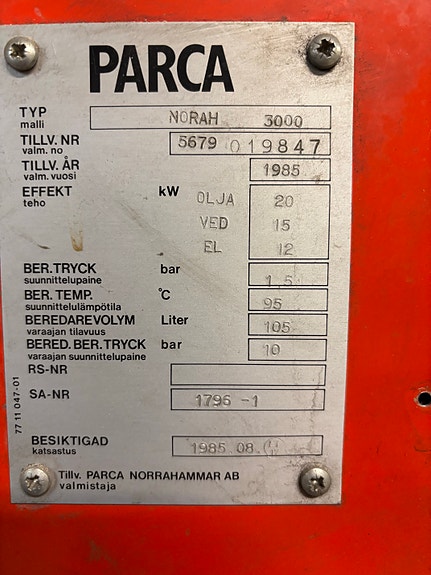 PARCA
TYP NORAH 3000
malli
TILLV. NR 5679 019847
valm. no
TILLV. ÅR 1985
valm. vuosi
EFFEKT kW OLJA 20
teho
VED 15
EL 12
BER. TRYCK bar 1,5
suunnittelupaine
BER. TEMP. °C 95
suunnittelulämpötila
BEREDAREVOLYM Liter 105
varaajan tilavuus
BERED. BER. TRYCK bar 10
varaajan suunnittelupaine
RS-NR
SA-NR 1796 -1
BESIKTIGAD 1985 08.
katsastus
Tillv. PARCA NORRAHAMMAR AB
valmistaja
77 11 047-01